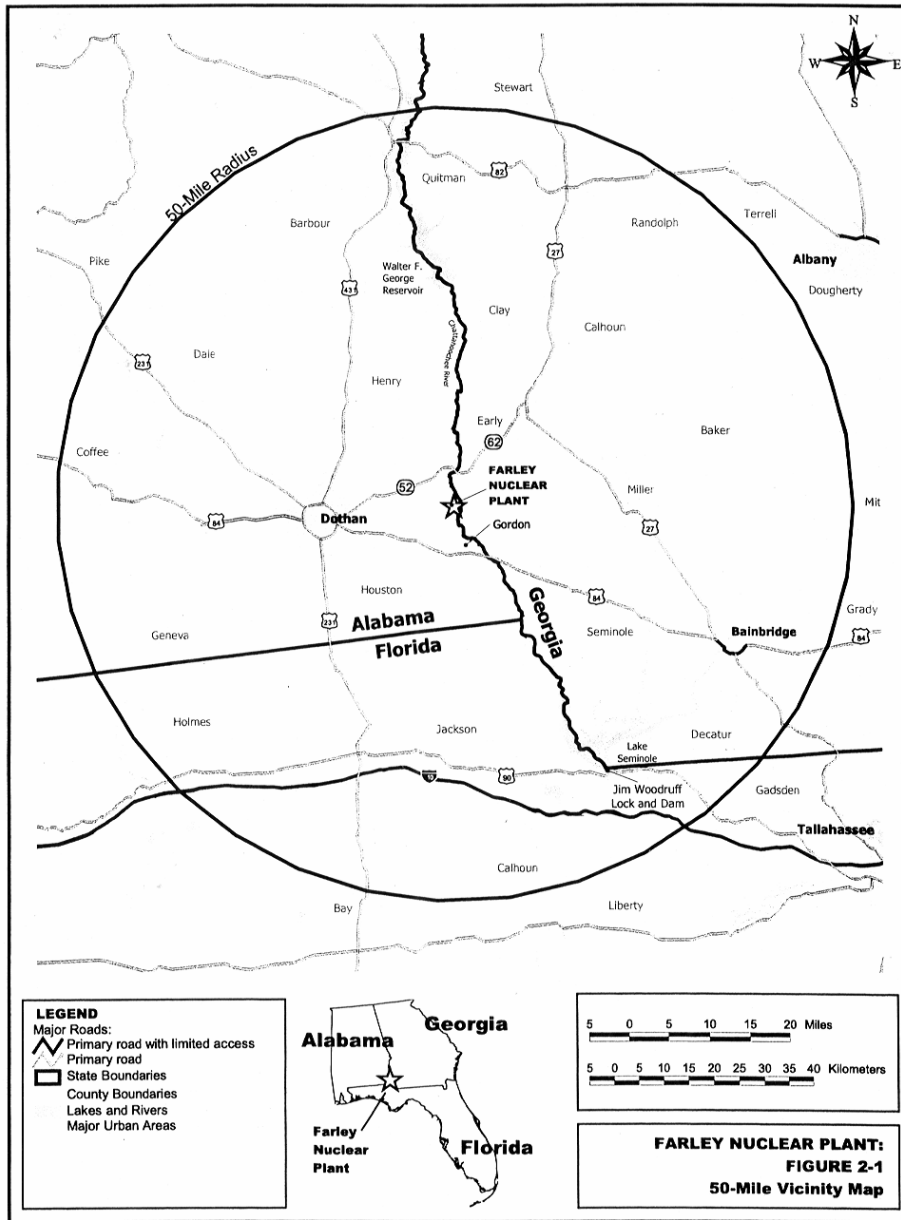 N
W E
S
Stewart
50-Mile Radius
Quitman
82
Barbour
Randolph
Terrell
27
Albany
Pike
Walter F.
George
Reservoir
Dougherty
431
Clay
Chattahoochee River
Calhoun
Dale
231
Henry
Early
Baker
62
Coffee
FARLEY
NUCLEAR
PLANT
52
Miller
Mit
84
Dothan
Gordon
27
Houston
84
Georgia
231
Alabama
Seminole
Grady
Geneva
Florida
Bainbridge
84
Holmes
Jackson
Decatur
Lake
Seminole
10
90
Jim Woodruff
Lock and Dam
Gadsden
Tallahassee
Calhoun
Bay
Liberty
LEGEND
Major Roads:
Primary road with limited access
Primary road
State Boundaries
County Boundaries
Lakes and Rivers
Major Urban Areas
Alabama
Georgia
Farley
Nuclear
Plant
Florida
5 0 5 10 15 20 Miles
5 0 5 10 15 20 25 30 35 40 Kilometers
FARLEY NUCLEAR PLANT:
FIGURE 2-1
50-Mile Vicinity Map